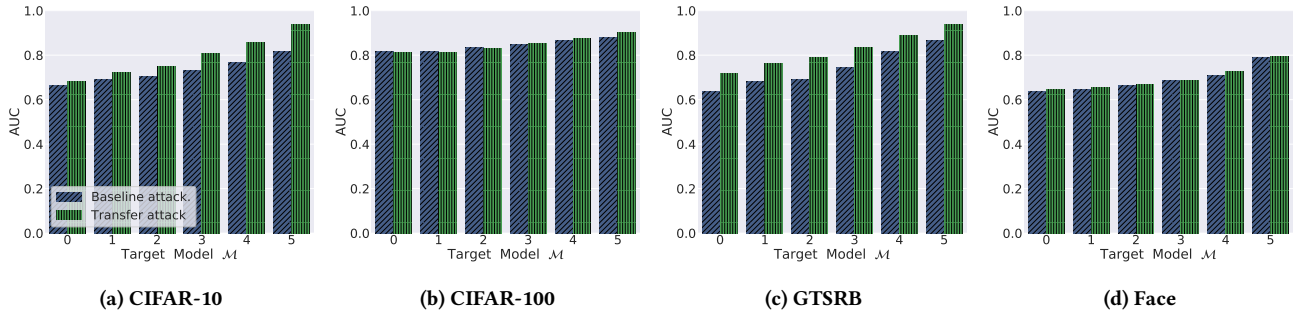 1.0
0.8
0.6
0.4
0.2
0.0
AUC
Baseline attack.
Transfer attack
0 1 2 3 4 5
Target Model ℳ
(a) CIFAR-10
1.0
0.8
0.6
0.4
0.2
0.0
AUC
0 1 2 3 4 5
Target Model ℳ
(b) CIFAR-100
1.0
0.8
0.6
0.4
0.2
0.0
AUC
0 1 2 3 4 5
Target Model ℳ
(c) GTSRB
1.0
0.8
0.6
0.4
0.2
0.0
AUC
0 1 2 3 4 5
Target Model ℳ
(d) Face